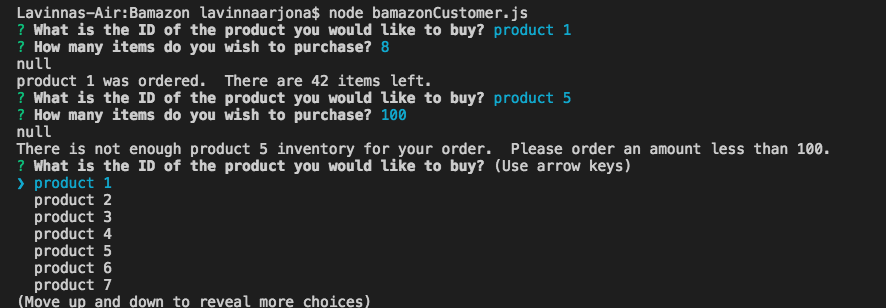 Lavinnas-Air:Bamazon lavinnaarjona$ node bamazonCustomer.js
? What is the ID of the product you would like to buy? product 1
? How many items do you wish to purchase? 8
null
product 1 was ordered.  There are 42 items left.
? What is the ID of the product you would like to buy? product 5
? How many items do you wish to purchase? 100
null
There is not enough product 5 inventory for your order.  Please order an amount less than 100.
? What is the ID of the product you would like to buy? (Use arrow keys)
❯ product 1
  product 2
  product 3
  product 4
  product 5
  product 6
  product 7
(Move up and down to reveal more choices)